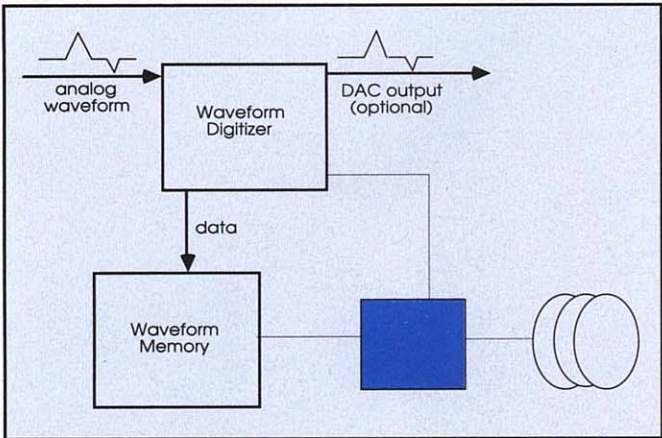 analog
waveform
Waveform
Digitizer
DAC output
(optional)
data
Waveform
Memory